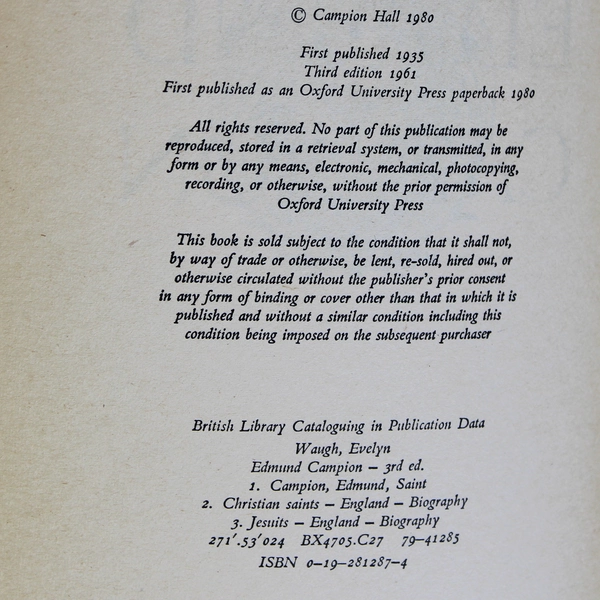 © Campion Hall 1980
First published 1935
Third edition 1961
First published as an Oxford University Press paperback 1980
All rights reserved. No part of this publication may be
reproduced, stored in a retrieval system, or transmitted, in any
form or by any means, electronic, mechanical, photocopying,
recording, or otherwise, without the prior permission of
Oxford University Press
This book is sold subject to the condition that it shall not,
by way of trade or otherwise, be lent, re-sold, hired out, or
otherwise circulated without the publisher's prior consent
in any form of binding or cover other than that in which it is
published and without a similar condition including this
condition being imposed on the subsequent purchaser
British Library Cataloguing in Publication Data
Waugh, Evelyn
Edmund Campion – 3rd ed.
1. Campion, Edmund, Saint
2. Christian saints – England – Biography
3. Jesuits – England – Biography
271'.53'024 BX4705.C27 79–41285
ISBN 0–19–281287–4